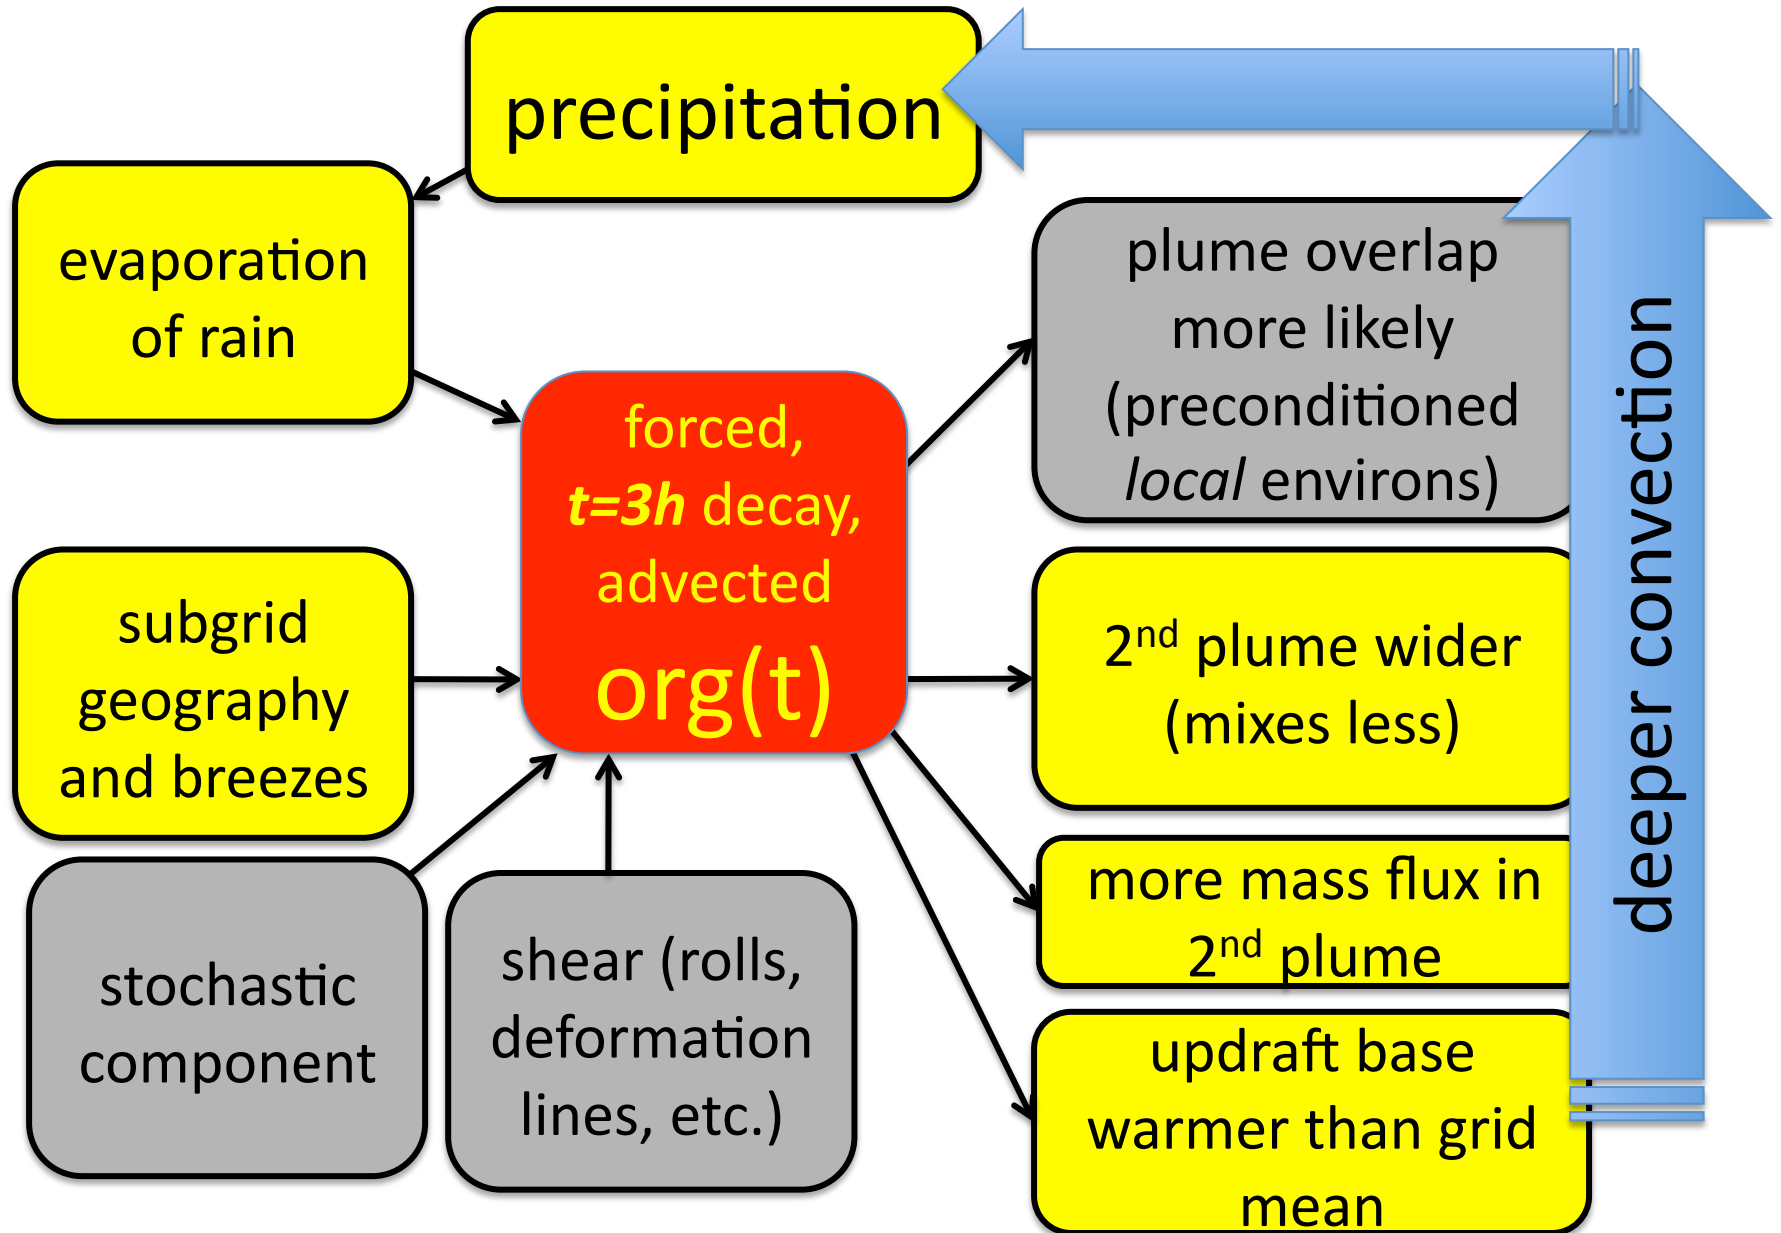 precipitation
evaporation
of rain
forced,
t=3h decay,
advected
org(t)
subgrid
geography
and breezes
stochastic
component
shear (rolls,
deformation
lines, etc.)
plume overlap
more likely
(preconditioned
local environs)
2nd plume wider
(mixes less)
more mass flux in
2nd plume
updraft base
warmer than grid
mean
deeper convection